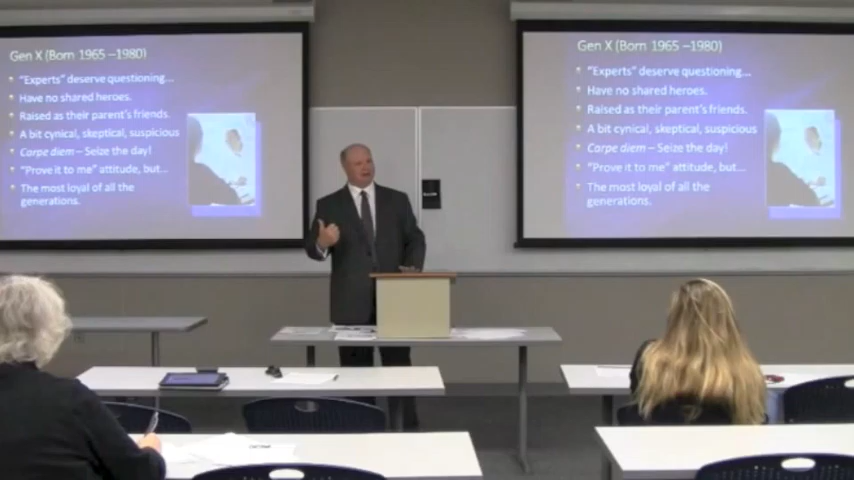 Gen X (Born 1965 –1980)
"Experts" deserve questioning...
Have no shared heroes.
Raised as their parent's friends.
A bit cynical, skeptical, suspicious
Carpe diem – Seize the day!
"Prove it to me" attitude, but...
The most loyal of all the
generations.
Gen X (Born 1965 –1980)
"Experts" deserve questioning...
Have no shared heroes.
Raised as their parent's friends.
A bit cynical, skeptical, suspicious
Carpe diem – Seize the day!
"Prove it to me" attitude, but...
The most loyal of all the
generations.